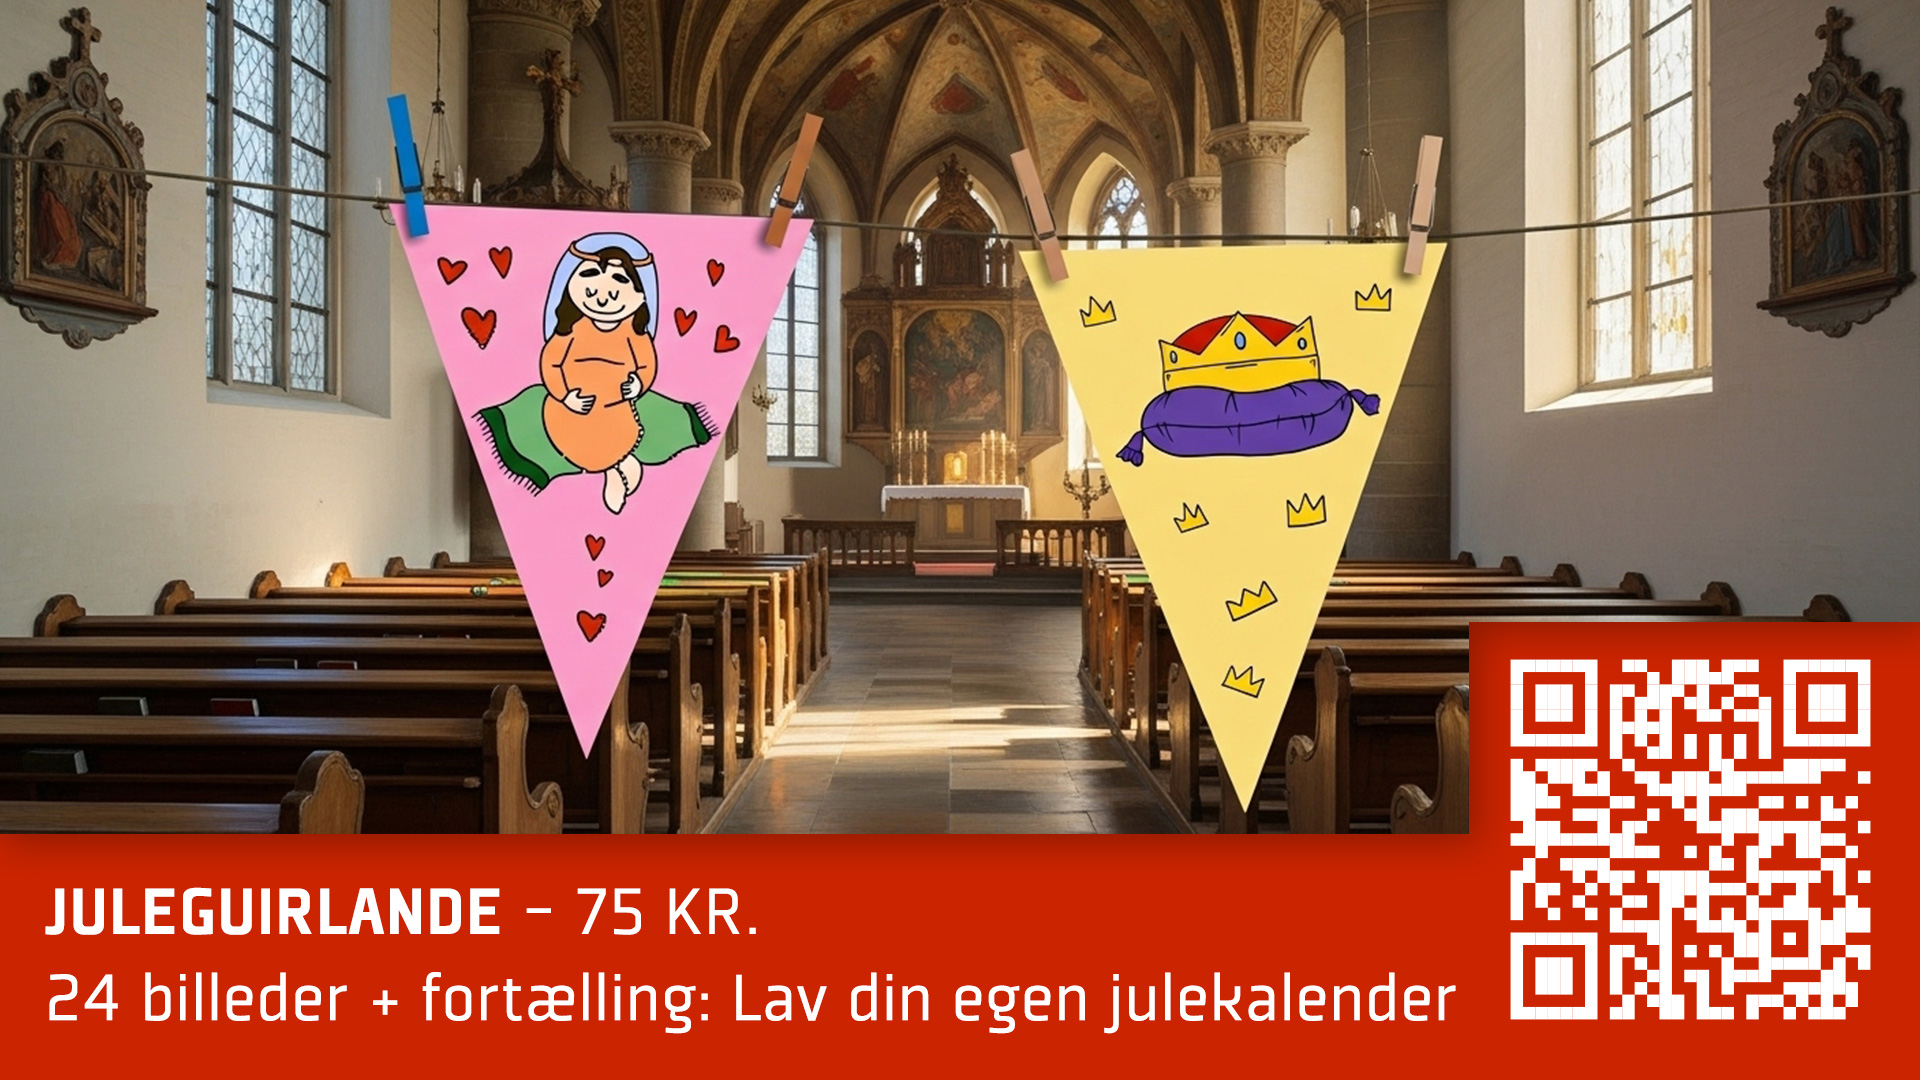 JULEGUIRLANDE – 75 KR.
24 billeder + fortælling: Lav din egen julekalender